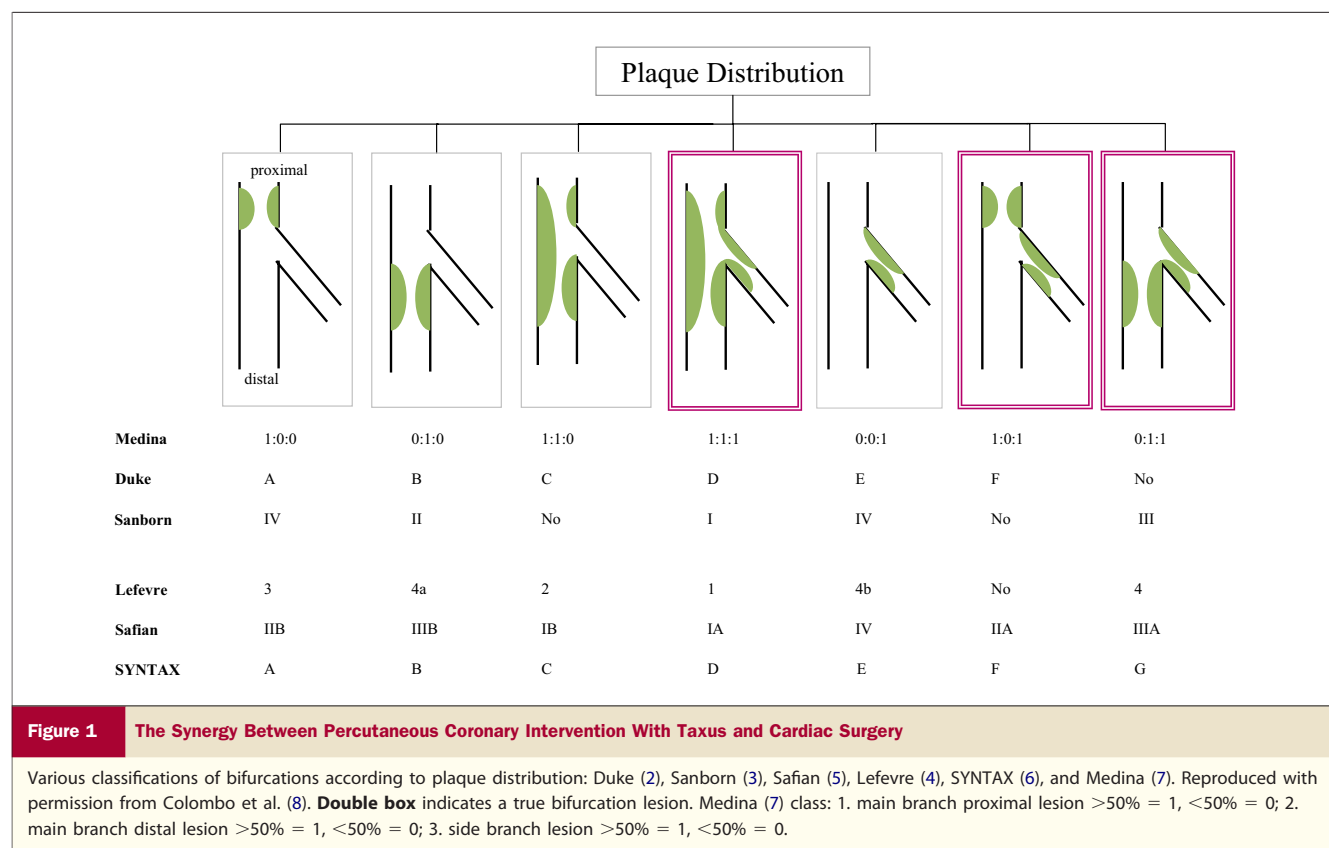 Plaque Distribution
proximal
distal
Medina 1:0:0 0:1:0 1:1:0 1:1:1 0:0:1 1:0:1 0:1:1
Duke A B C D E F No
Sanborn IV II No I IV No III
Lefevre 3 4a 2 1 4b No 4
Safian IIB IIIB IB IA IV IIA IIIA
SYNTAX A B C D E F G
Figure 1 The Synergy Between Percutaneous Coronary Intervention With Taxus and Cardiac Surgery
Various classifications of bifurcations according to plaque distribution: Duke (2), Sanborn (3), Safian (5), Lefevre (4), SYNTAX (6), and Medina (7). Reproduced with
permission from Colombo et al. (8). Double box indicates a true bifurcation lesion. Medina (7) class: 1. main branch proximal lesion >50% = 1, <50% = 0; 2.
main branch distal lesion >50% = 1, <50% = 0; 3. side branch lesion >50% = 1, <50% = 0.